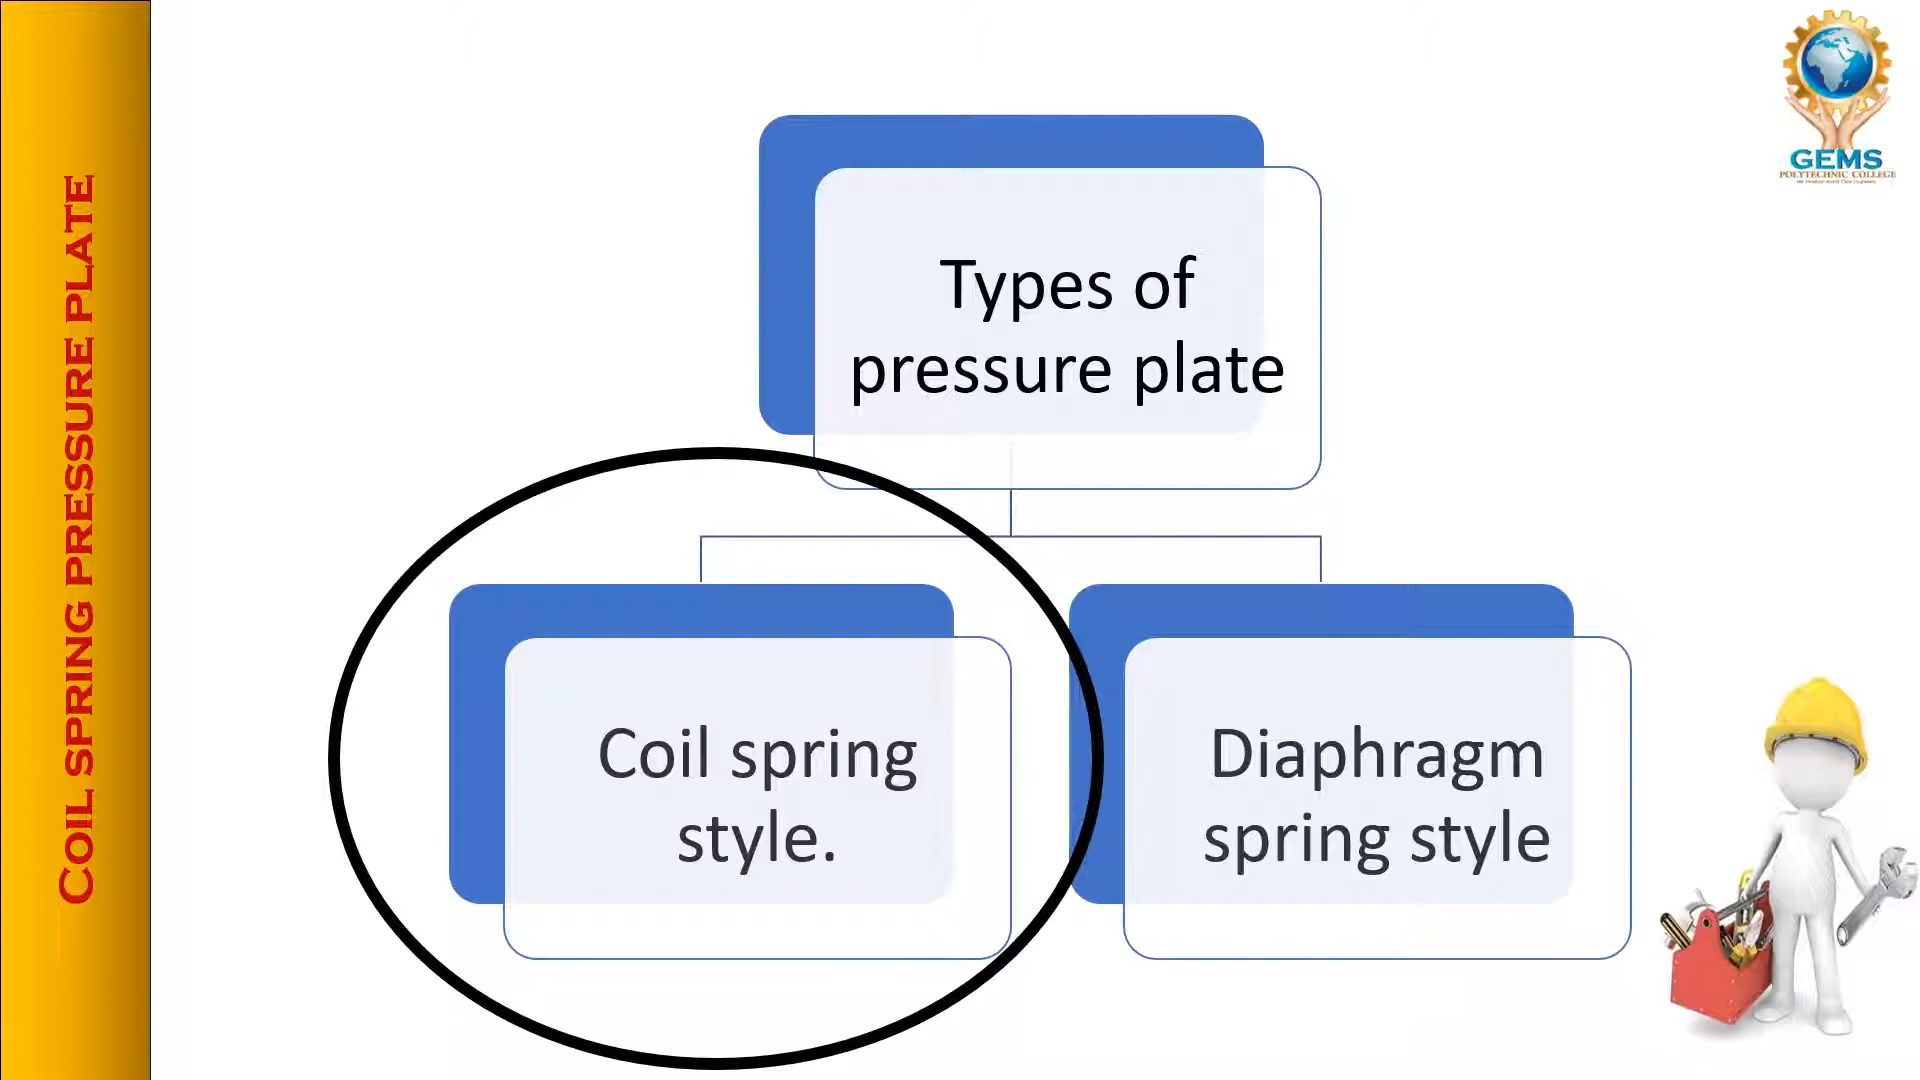 Coil spring pressure plate
Types of
pressure plate
Coil spring
style.
Diaphragm
spring style
GEMS
POLYTECHNIC COLLEGE